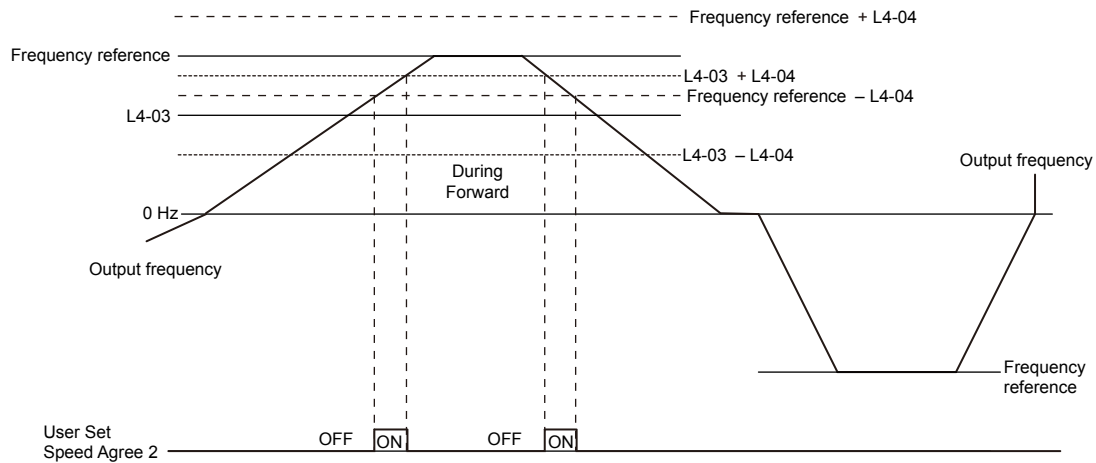 Frequency reference + L4-04
Frequency reference
L4-03 + L4-04
Frequency reference – L4-04
L4-03
L4-03 – L4-04
During
Forward
Output frequency
0 Hz
Output frequency
Frequency
reference
User Set
Speed Agree 2
OFF
ON
OFF
ON